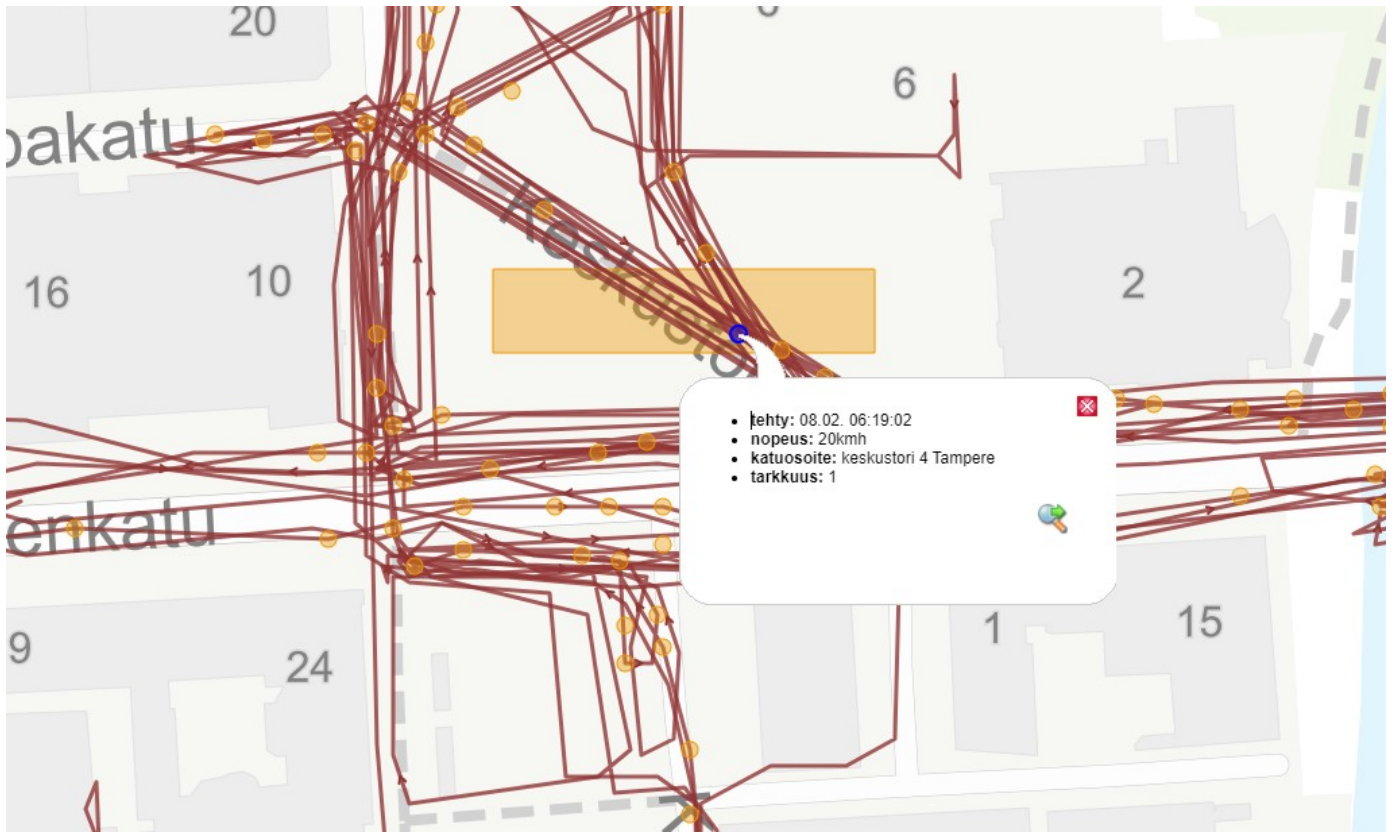 20
6
pakatu
Keskustori
16
10
2
• tehty: 08.02. 06:19:02
• nopeus: 20kmh
• katuosoite: keskustori 4 Tampere
• tarkkuus: 1
enkatu
9
24
1
15